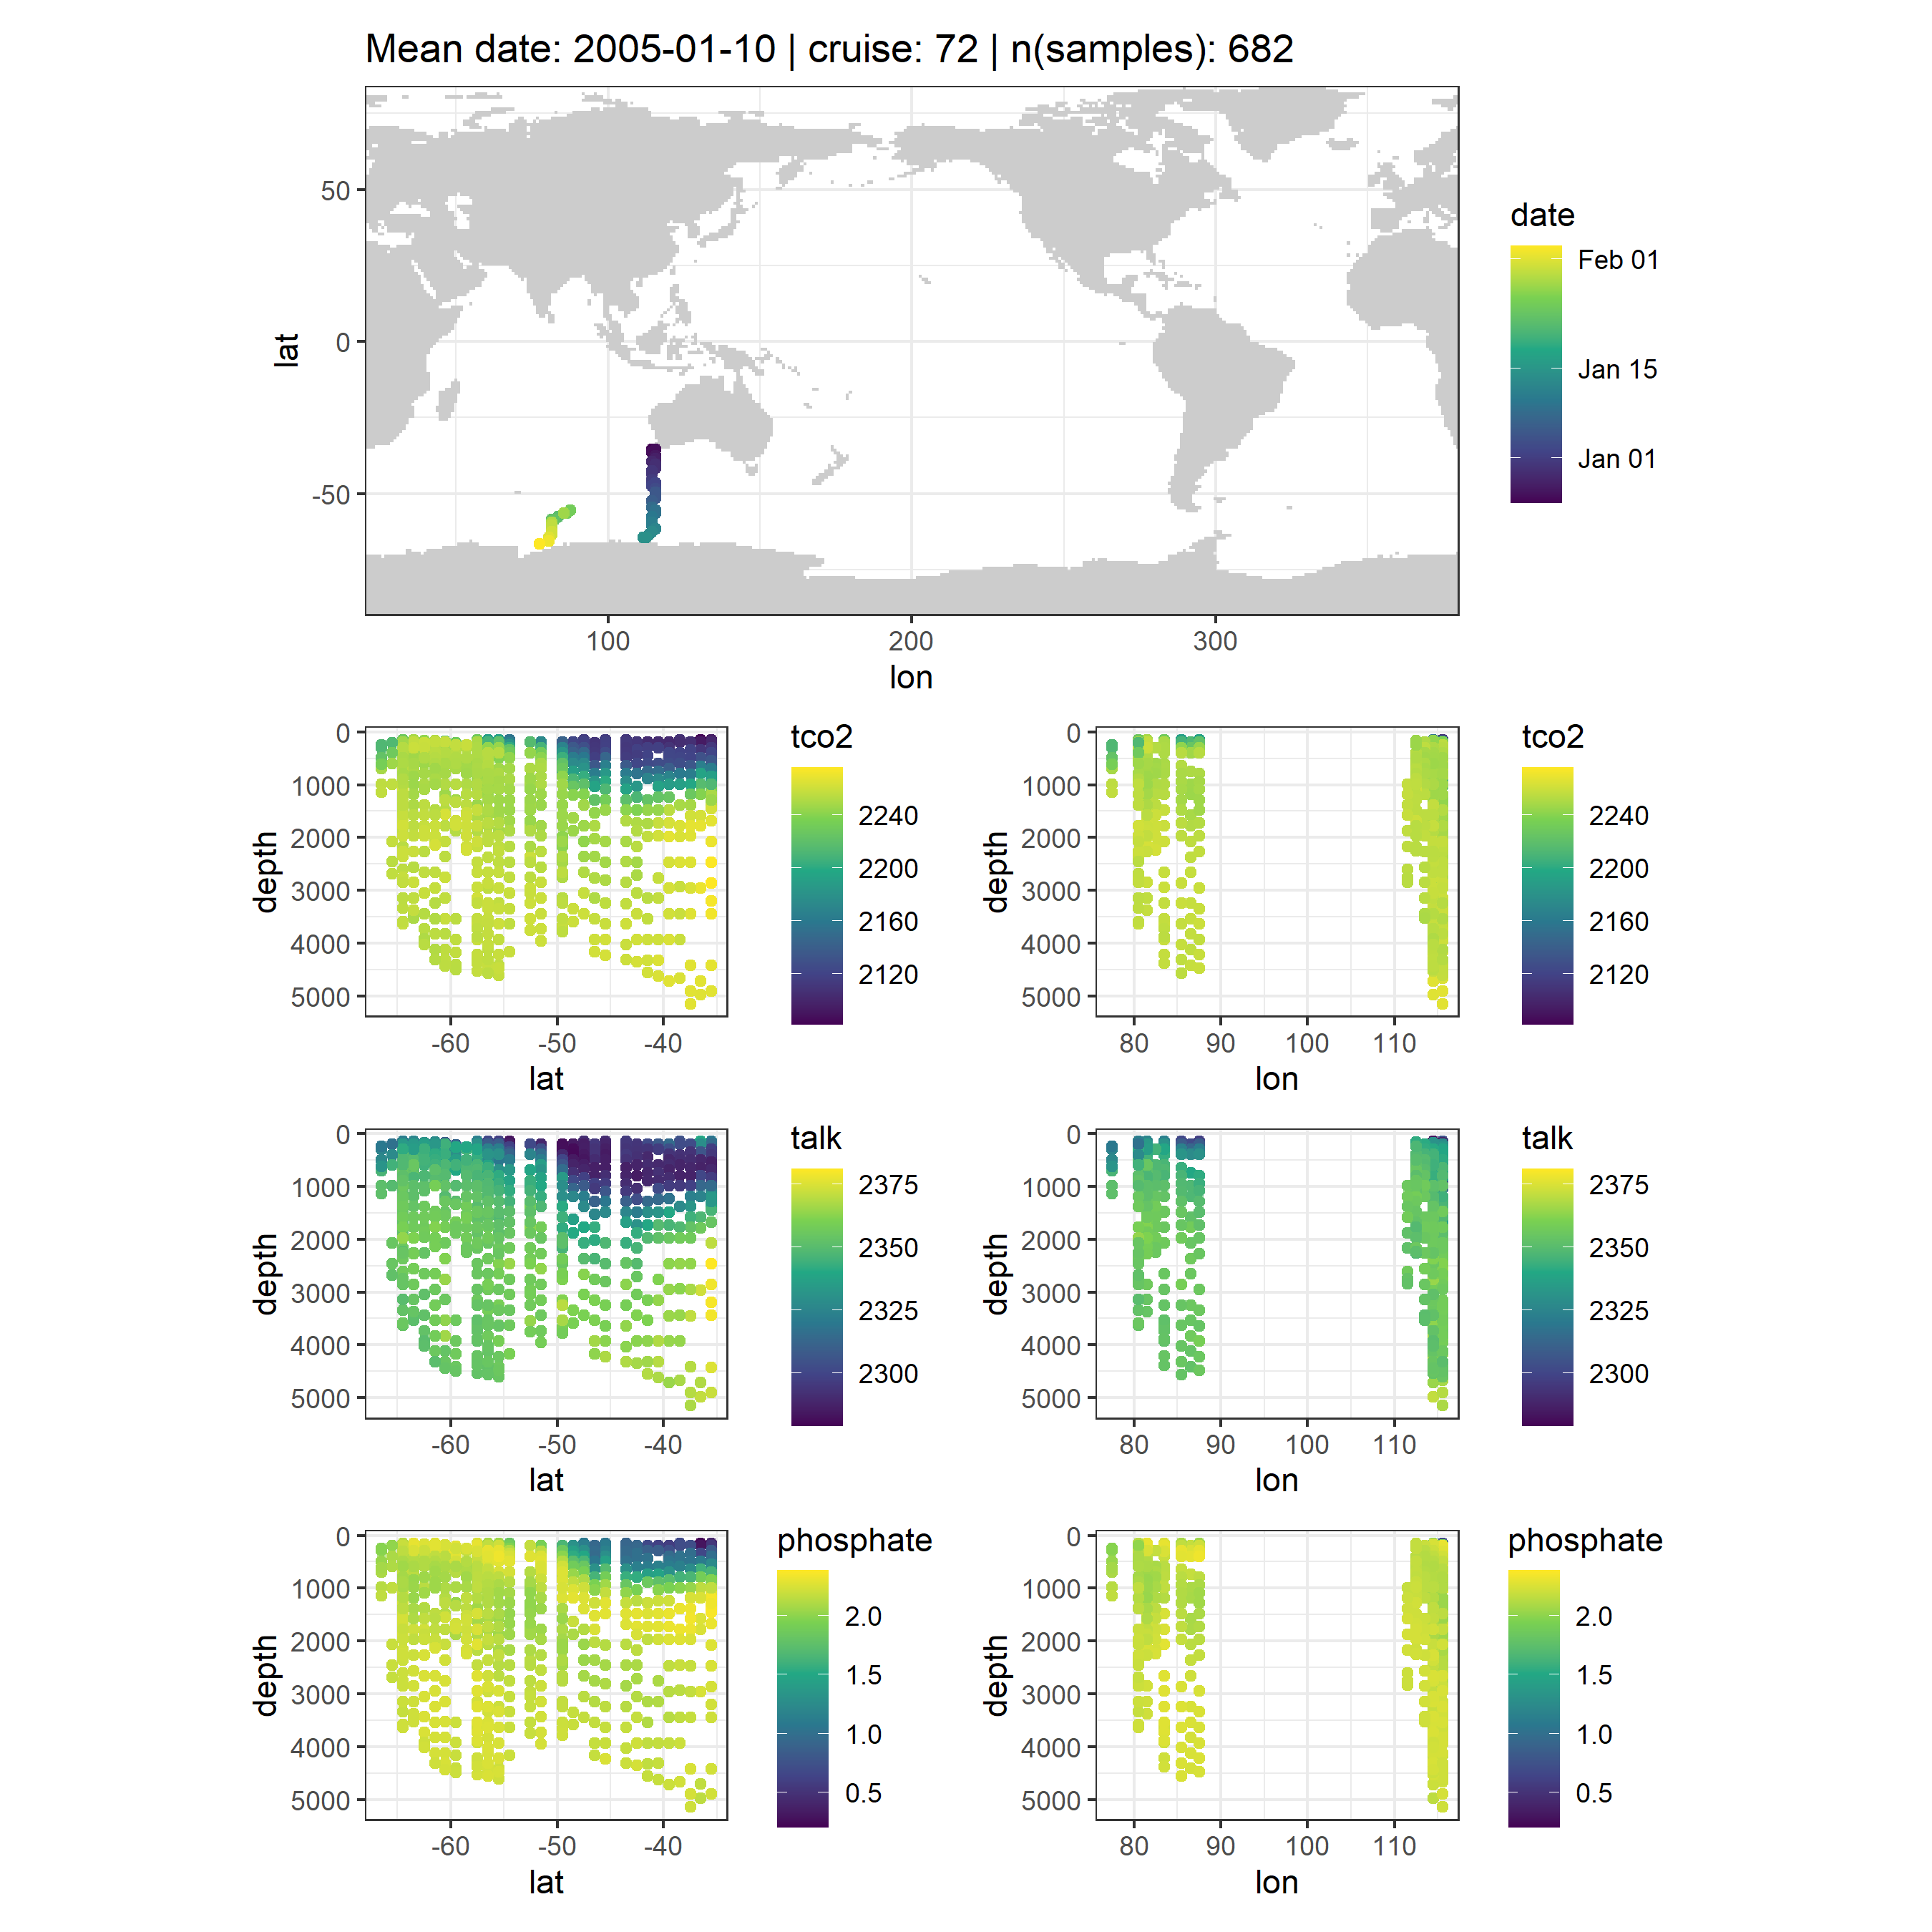 Mean date: 2005-01-10 | cruise: 72 | n(samples): 682
lat
50
0
-50
100 200 300
lon
date
Feb 01
Jan 15
Jan 01
depth
0
1000
2000
3000
4000
5000
-60 -50 -40
lat
tco2
2240
2200
2160
2120
depth
0
1000
2000
3000
4000
5000
80 90 100 110
lon
tco2
2240
2200
2160
2120
depth
0
1000
2000
3000
4000
5000
-60 -50 -40
lat
talk
2375
2350
2325
2300
depth
0
1000
2000
3000
4000
5000
80 90 100 110
lon
talk
2375
2350
2325
2300
depth
0
1000
2000
3000
4000
5000
-60 -50 -40
lat
phosphate
2.0
1.5
1.0
0.5
depth
0
1000
2000
3000
4000
5000
80 90 100 110
lon
phosphate
2.0
1.5
1.0
0.5